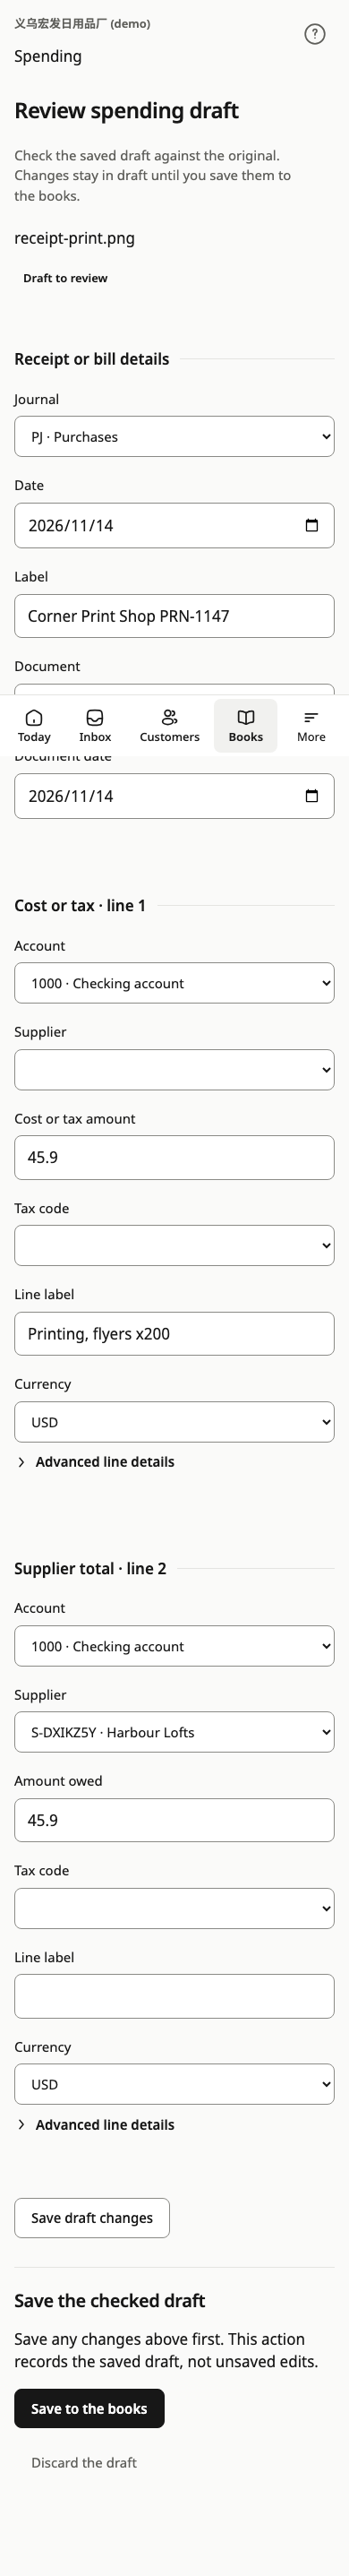 义乌宏发日用品厂 (demo)
Spending
Review spending draft
Check the saved draft against the original.
Changes stay in draft until you save them to
the books.
receipt-print.png
Draft to review
Receipt or bill details
Journal
PJ · Purchases
Date
2026/11/14
Label
Corner Print Shop PRN-1147
Document
Today
Inbox
Customers
Books
More
Document date
2026/11/14
Cost or tax · line 1
Account
1000 · Checking account
Supplier
Cost or tax amount
45.9
Tax code
Line label
Printing, flyers x200
Currency
USD
Advanced line details
Supplier total · line 2
Account
1000 · Checking account
Supplier
S-DXIKZ5Y · Harbour Lofts
Amount owed
45.9
Tax code
Line label
Currency
USD
Advanced line details
Save draft changes
Save the checked draft
Save any changes above first. This action
records the saved draft, not unsaved edits.
Save to the books
Discard the draft